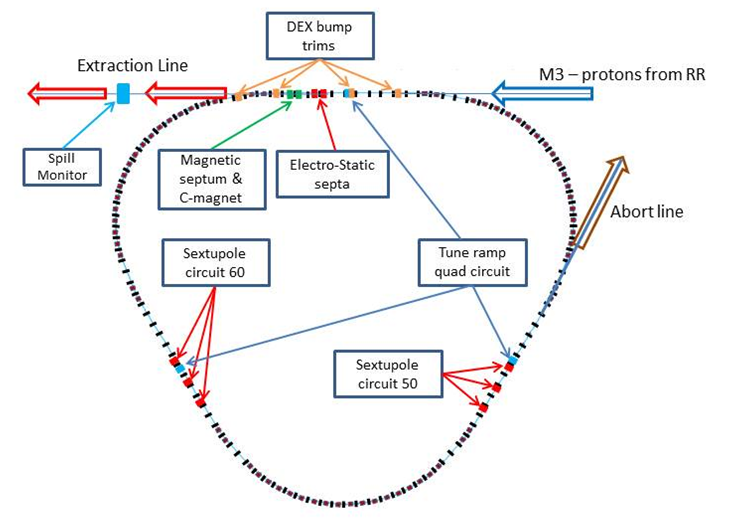 DEX bump
trims
Extraction Line
M3 – protons from RR
Spill
Monitor
Magnetic
septum &
C-magnet
Electro-Static
septa
Abort line
Sextupole
circuit 60
Tune ramp
quad circuit
Sextupole
circuit 50